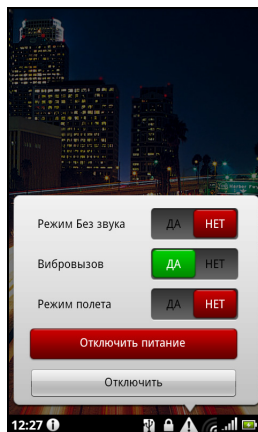 Режим Без звука ДА НЕТ
Вибровызов ДА НЕТ
Режим полета ДА НЕТ
Отключить питание
Отключить
12:27